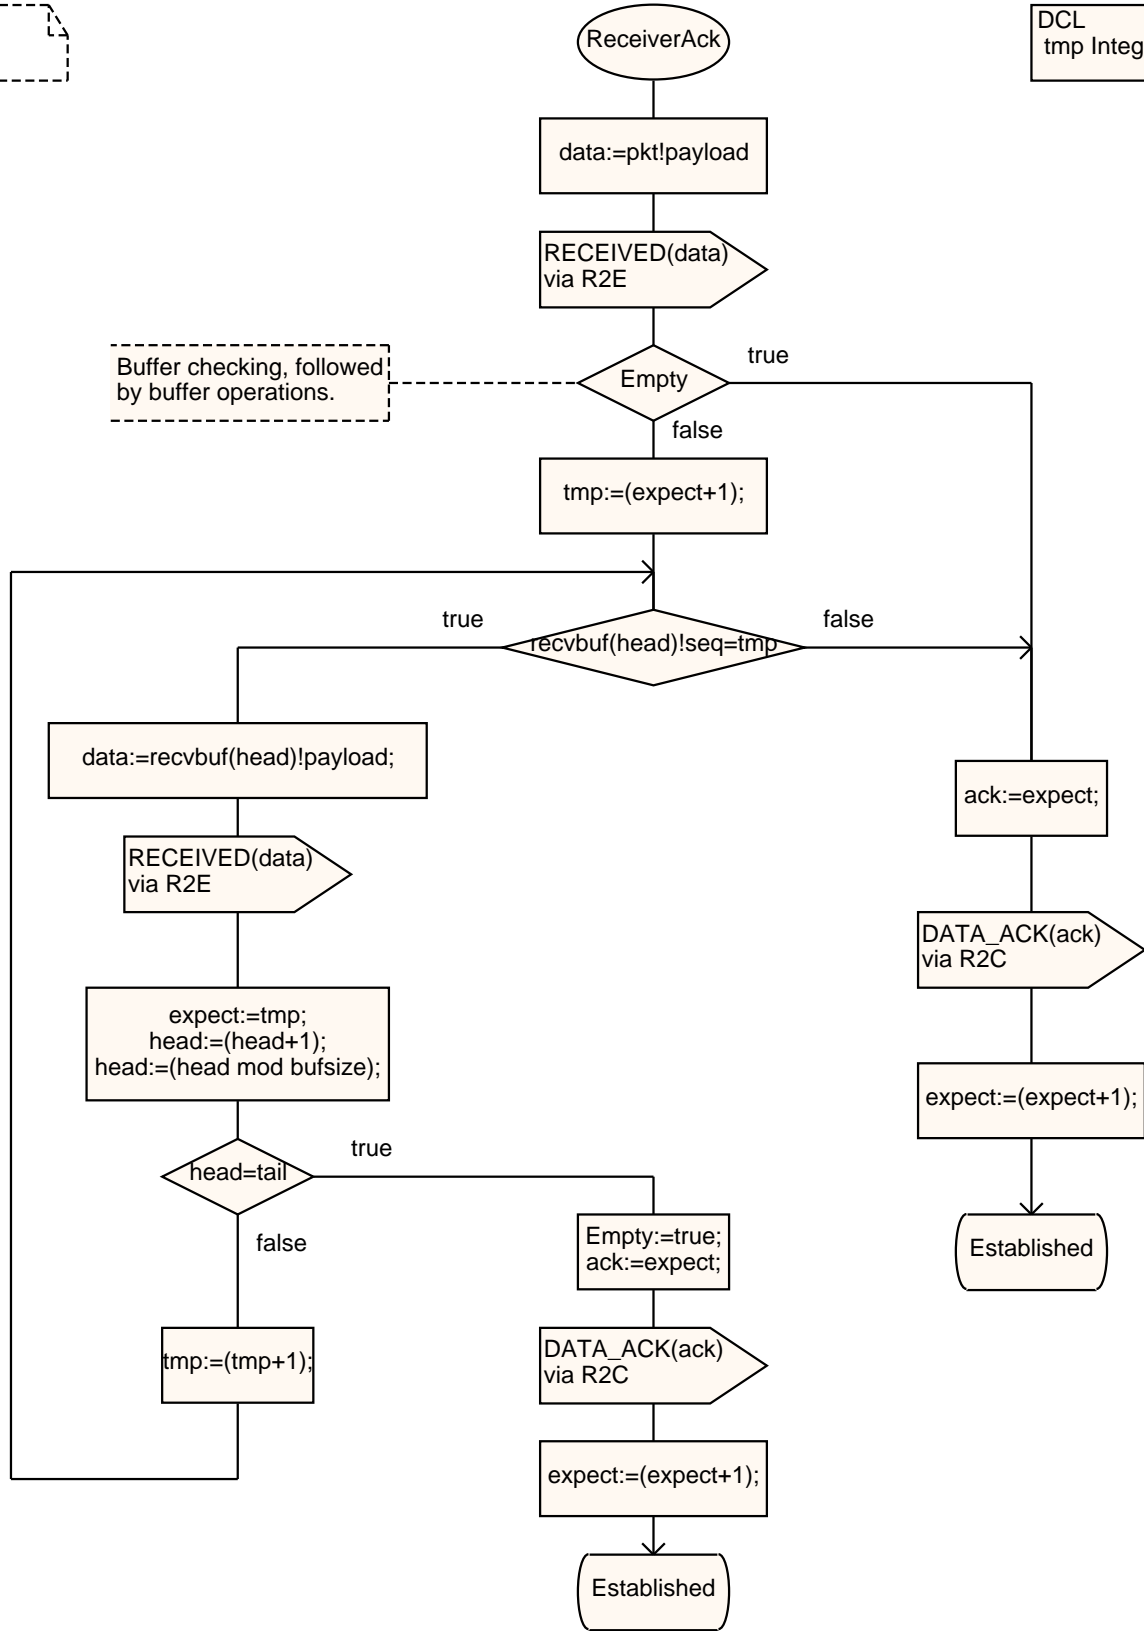 ReceiverAck
DCL
tmp Integ
data:=pkt!payload
RECEIVED(data)
via R2E
Buffer checking, followed
by buffer operations.
Empty
true
false
tmp:=(expect+1);
true
recvbuf(head)!seq=tmp
false
data:=recvbuf(head)!payload;
ack:=expect;
RECEIVED(data)
via R2E
DATA_ACK(ack)
via R2C
expect:=tmp;
head:=(head+1);
head:=(head mod bufsize);
expect:=(expect+1);
head=tail
true
false
Empty:=true;
ack:=expect;
Established
tmp:=(tmp+1);
DATA_ACK(ack)
via R2C
expect:=(expect+1);
Established